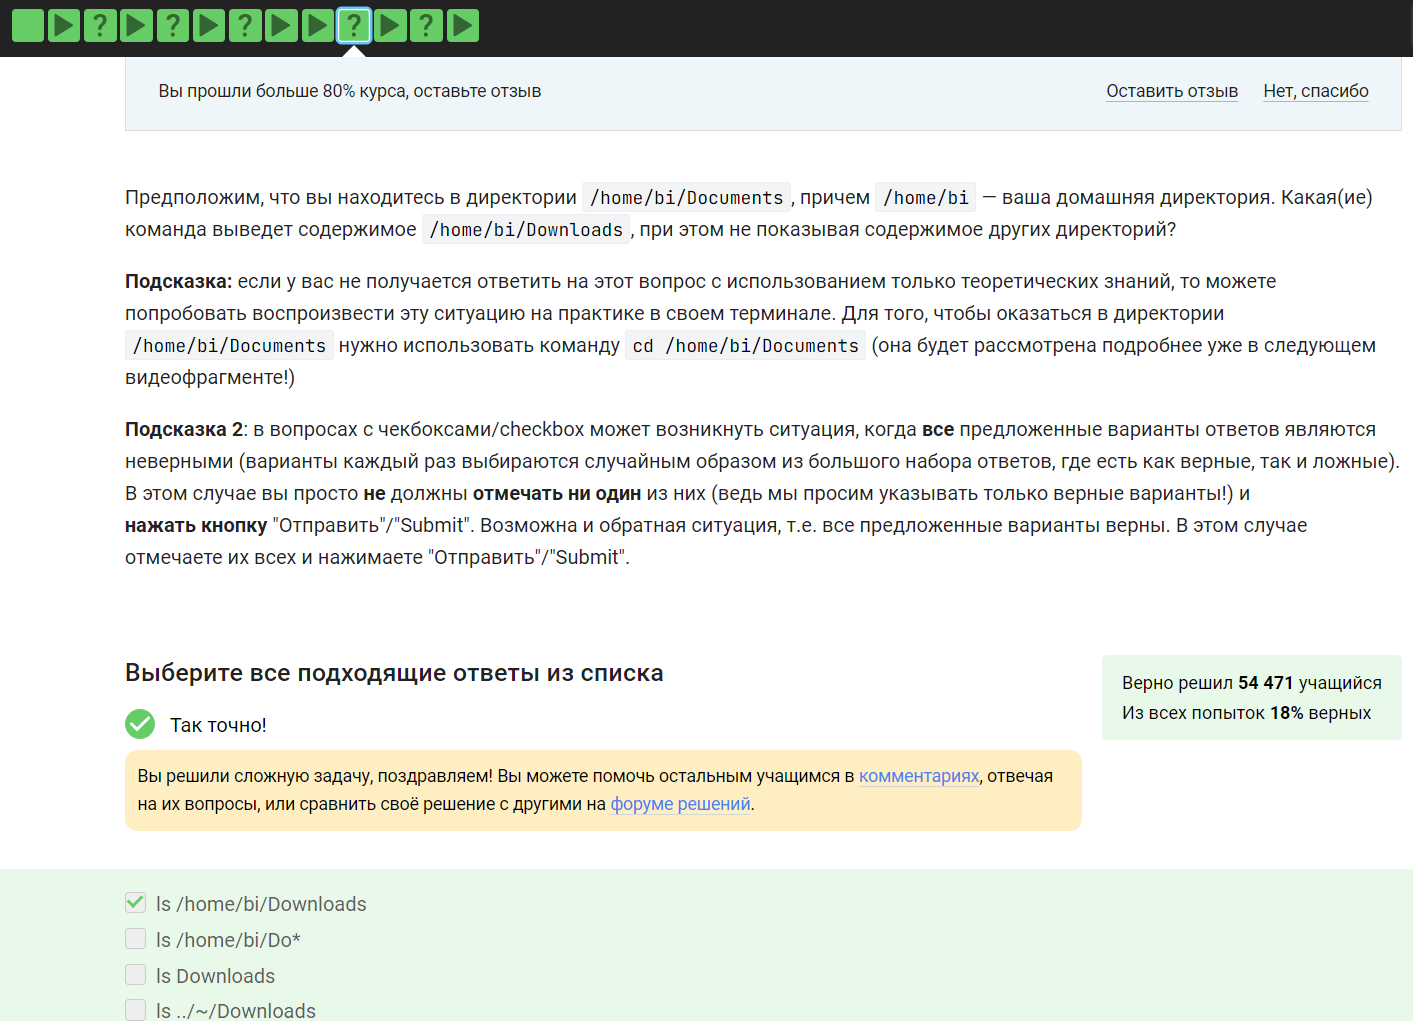 ? ? ? ? ?
Вы прошли больше 80% курса, оставьте отзыв Оставить отзыв Нет, спасибо
Предположим, что вы находитесь в директории /home/bi/Documents, причем /home/bi — ваша домашняя директория. Какая(ие)
команда выведет содержимое /home/bi/Downloads, при этом не показывая содержимое других директорий?
Подсказка: если у вас не получается ответить на этот вопрос с использованием только теоретических знаний, то можете
попробовать воспроизвести эту ситуацию на практике в своем терминале. Для того, чтобы оказаться в директории
/home/bi/Documents нужно использовать команду cd /home/bi/Documents (она будет рассмотрена подробнее уже в следующем
видеофрагменте!)
Подсказка 2: в вопросах с чекбоксами/checkbox может возникнуть ситуация, когда все предложенные варианты ответов являются
неверными (варианты каждый раз выбираются случайным образом из большого набора ответов, где есть как верные, так и ложные).
В этом случае вы просто не должны отмечать ни один из них (ведь мы просим указывать только верные варианты!) и
нажать кнопку "Отправить"/"Submit". Возможна и обратная ситуация, т.е. все предложенные варианты верны. В этом случае
отмечаете их всех и нажимаете "Отправить"/"Submit".
Выберите все подходящие ответы из списка
Верно решил 54 471 учащийся
Из всех попыток 18% верных
Так точно!
Вы решили сложную задачу, поздравляем! Вы можете помочь остальным учащимся в комментариях, отвечая
на их вопросы, или сравнить своё решение с другими на форуме решений.
ls /home/bi/Downloads
ls /home/bi/Do*
ls Downloads
ls ../~/Downloads